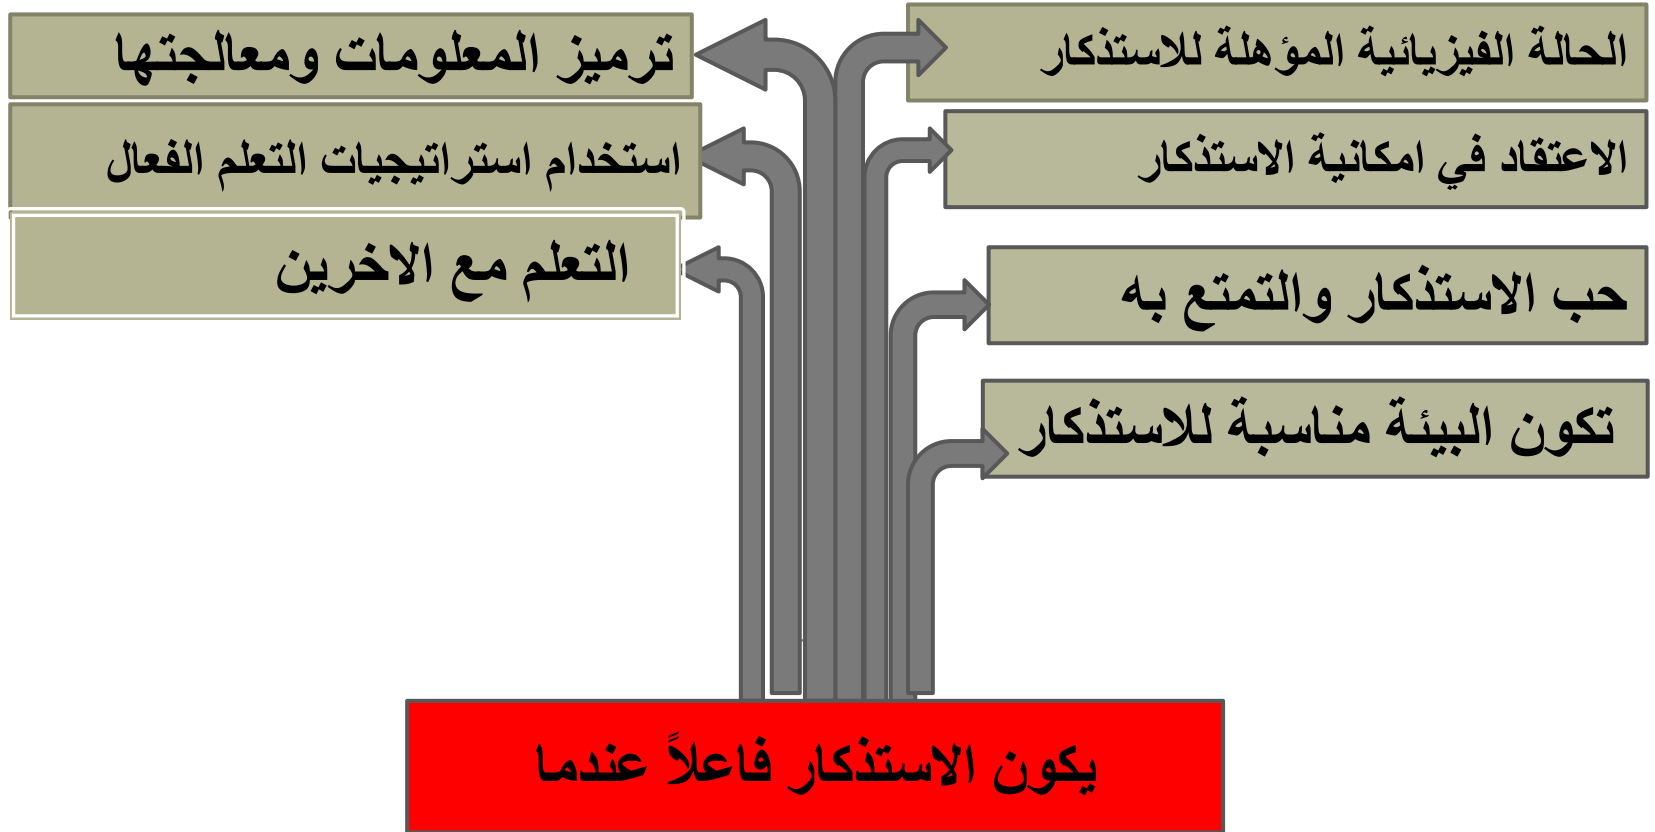 الحالة الفيزيائية المؤهلة للاستذكار
الاعتقاد في امكانية الاستذكار
حب الاستذكار والتمتع به
تكون البيئة مناسبة للاستذكار
ترميز المعلومات ومعالجتها
استخدام استراتيجيات التعلم الفعال
التعلم مع الاخرين
يكون الاستذكار فاعلاً عندما